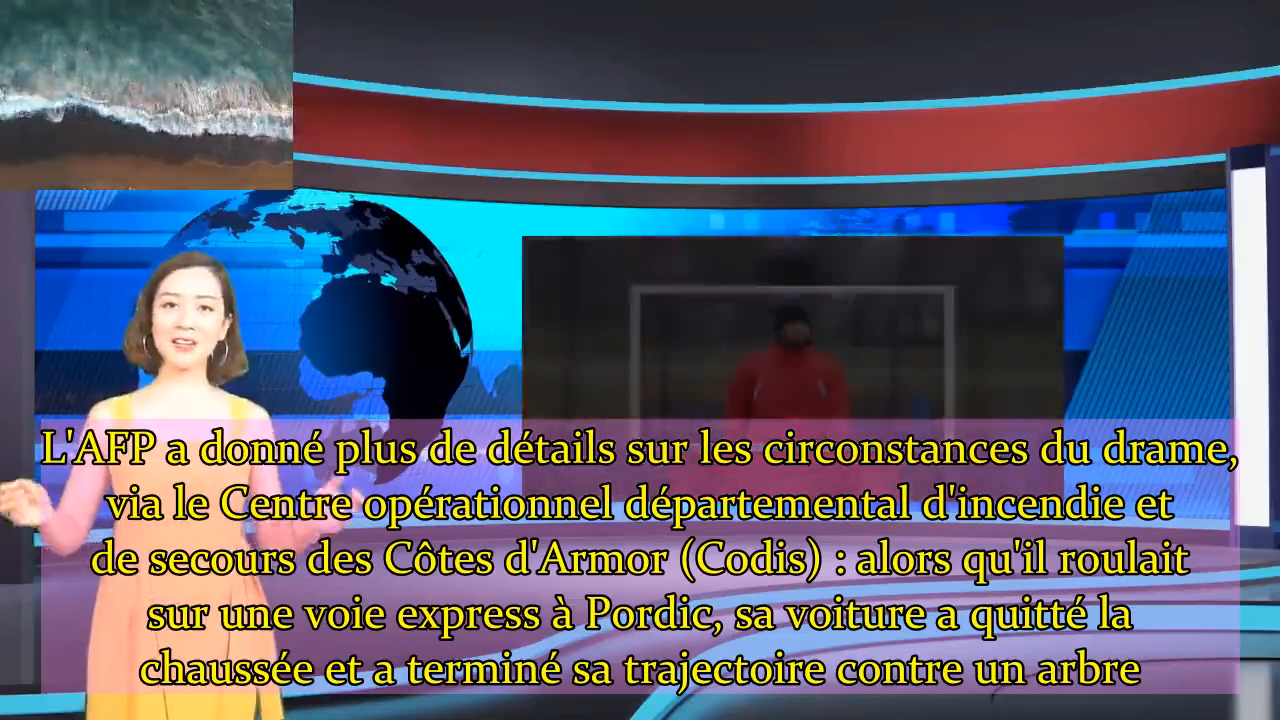 L'AFP a donné plus de détails sur les circonstances du drame,
via le Centre opérationnel départemental d'incendie et
de secours des Côtes d'Armor (Codis) : alors qu'il roulait
sur une voie express à Pordic, sa voiture a quitté la
chaussée et a terminé sa trajectoire contre un arbre